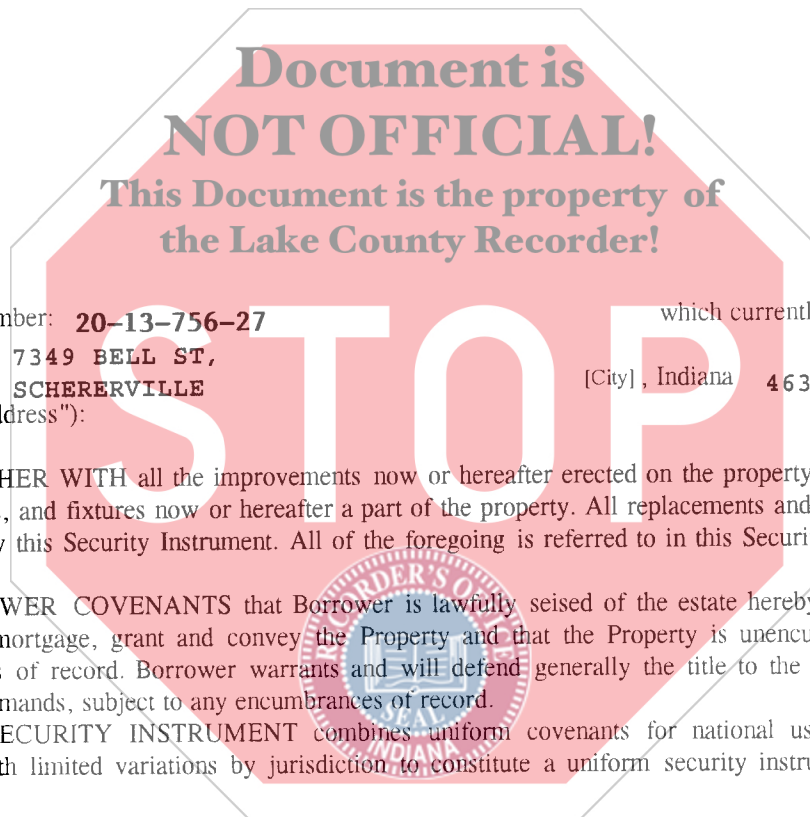 Document is
NOT OFFICIAL!
This Document is the property of
the Lake County Recorder!
mber: 20-13-756-27 which currentl
7349 BELL ST,
SCHERERVILLE [City] , Indiana 463
ddress"):
STOP
HER WITH all the improvements now or hereafter erected on the property
, and fixtures now or hereafter a part of the property. All replacements and
this Security Instrument. All of the foregoing is referred to in this Securi
WER COVENANTS that Borrower is lawfully seised of the estate hereby
mortgage, grant and convey the Property and that the Property is unencu
s of record. Borrower warrants and will defend generally the title to the
mands, subject to any encumbrances of record.
ECURITY INSTRUMENT combines uniform covenants for national us
th limited variations by jurisdiction to constitute a uniform security instru
RECORDER'S OFFICE
SEAL
INDIANA